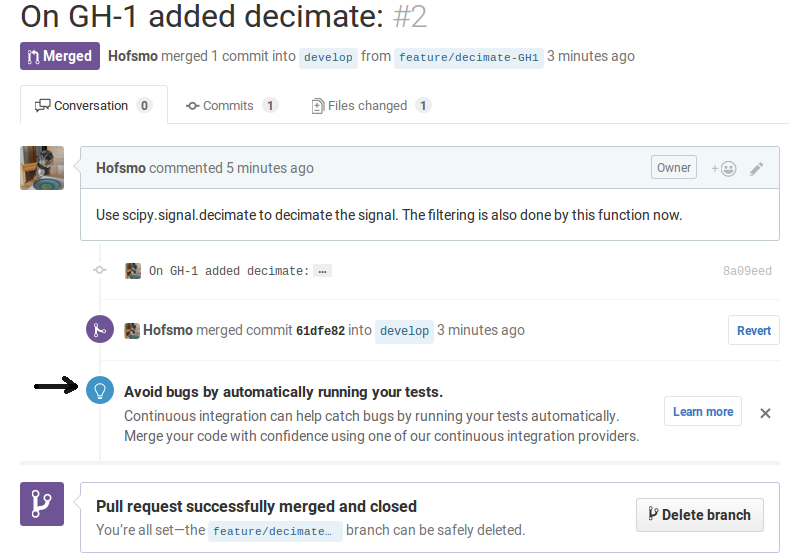 On GH-1 added decimate: #2
Merged Hofsmo merged 1 commit into develop from feature/decimate-GH1 3 minutes ago
Conversation 0 Commits 1 Files changed 1
Hofsmo commented 5 minutes ago Owner +
Use scipy.signal.decimate to decimate the signal. The filtering is also done by this function now.
On GH-1 added decimate: … 8a09eed
Hofsmo merged commit 61dfe82 into develop 3 minutes ago Revert
Avoid bugs by automatically running your tests.
Continuous integration can help catch bugs by running your tests automatically. Learn more
Merge your code with confidence using one of our continuous integration providers.
Pull request successfully merged and closed
You’re all set—the feature/decimate… branch can be safely deleted. Delete branch